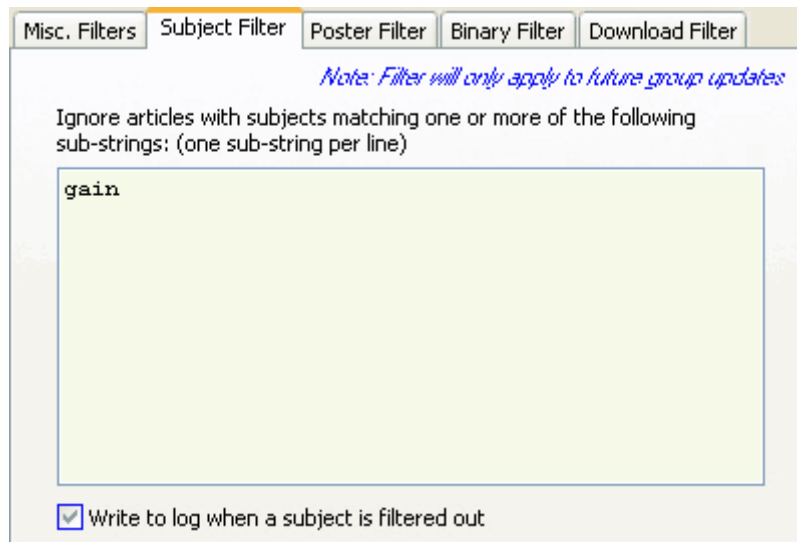 Misc. Filters Subject Filter Poster Filter Binary Filter Download Filter
Note: Filter will only apply to future group updates
Ignore articles with subjects matching one or more of the following
sub-strings: (one sub-string per line)
gain
Write to log when a subject is filtered out